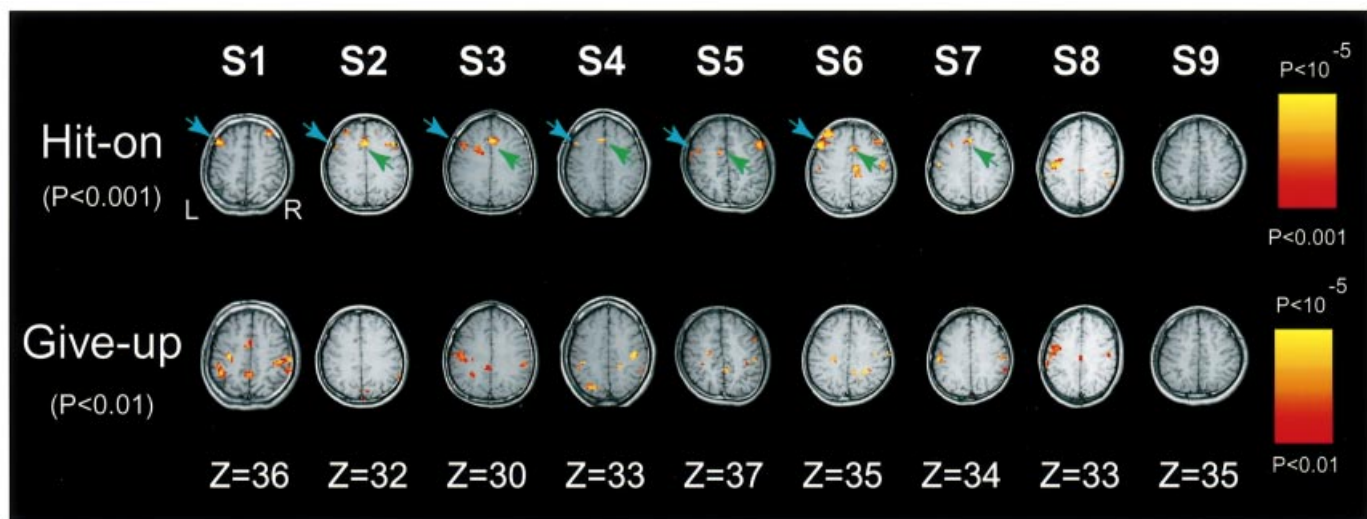 S1 S2 S3 S4 S5 S6 S7 S8 S9
P<10⁻⁵
Hit-on
(P<0.001)
L R
P<0.001
P<10⁻⁵
Give-up
(P<0.01)
P<0.01
Z=36 Z=32 Z=30 Z=33 Z=37 Z=35 Z=34 Z=33 Z=35